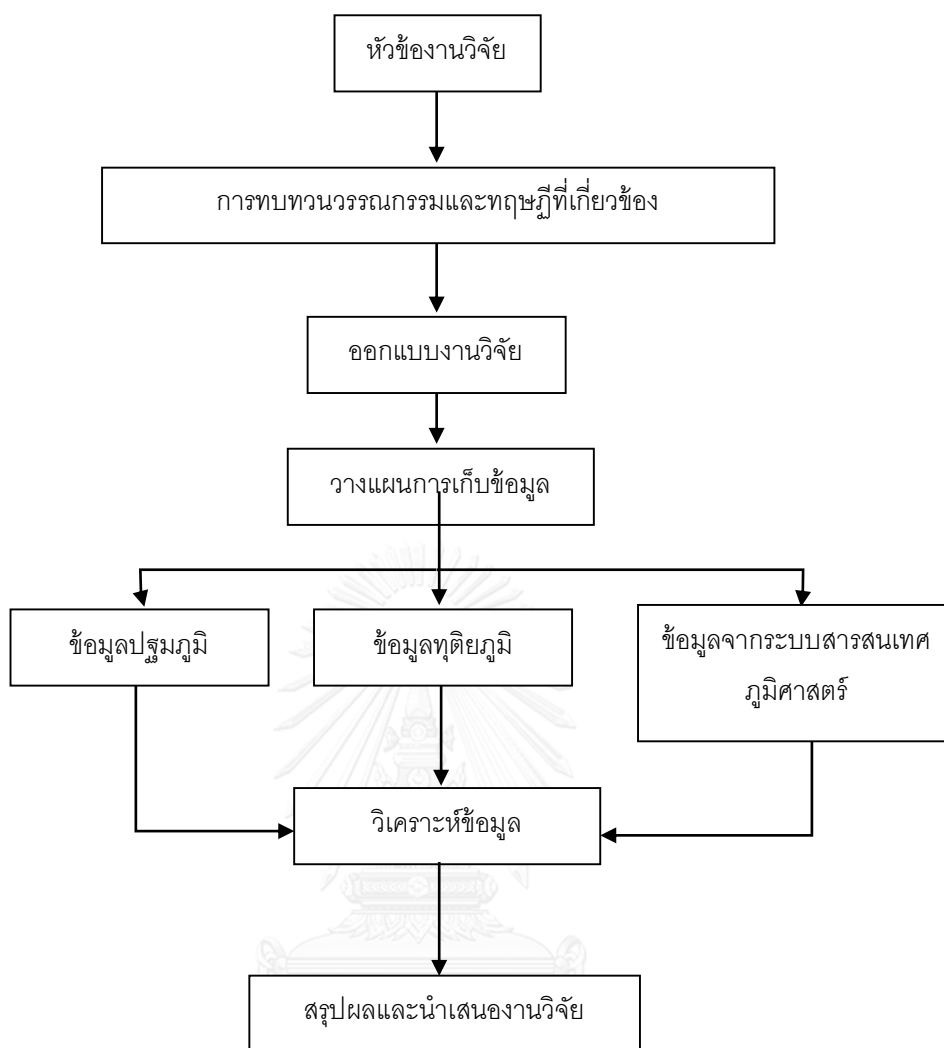 หัวข้องานวิจัย
การทบทวนวรรณกรรมและทฤษฎีที่เกี่ยวข้อง
ออกแบบงานวิจัย
วางแผนการเก็บข้อมูล
ข้อมูลปฐมภูมิ
ข้อมูลทุติยภูมิ
ข้อมูลจากระบบสารสนเทศ
ภูมิศาสตร์
วิเคราะห์ข้อมูล
สรุปผลและนำเสนองานวิจัย